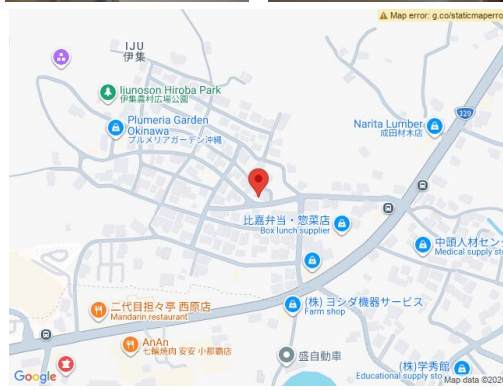 Map error: g.co/staticmaperro
IJU
伊集
Ijunoson Hiroba Park
伊集農村広場公園
Plumeria Garden
Okinawa
プルメリアガーデン沖縄
Narita Lumber
成田材木店
329
比嘉弁当・惣菜店
Box lunch supplier
中頭人材セン
Medical supply sto
二代目担々亭 西原店
Mandarin restaurant
(株) ヨシダ機器サービス
Farm shop
AnAn
七輪焼肉 安安 小那覇店
盛自動車
(株)学秀館
Educational supply sto
Google
Map data ©202